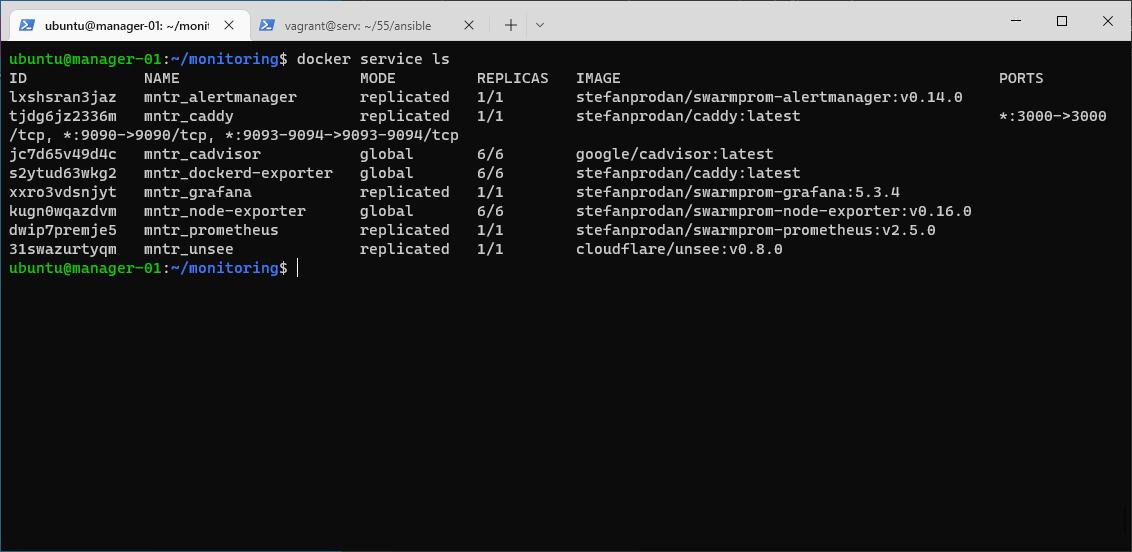 ubuntu@manager-01: ~/monit
vagrant@serv: ~/55/ansible
ubuntu@manager-01:~/monitoring$ docker service ls
ID NAME MODE REPLICAS IMAGE PORTS
lxshsran3jaz mntr_alertmanager replicated 1/1 stefanprodan/swarmprom-alertmanager:v0.14.0
tjdg6jz2336m mntr_caddy replicated 1/1 stefanprodan/caddy:latest *:3000->3000
/tcp, *:9090->9090/tcp, *:9093-9094->9093-9094/tcp
jc7d65v49d4c mntr_cadvisor global 6/6 google/cadvisor:latest
s2ytud63wkg2 mntr_dockerd-exporter global 6/6 stefanprodan/caddy:latest
xxro3vdsnjyt mntr_grafana replicated 1/1 stefanprodan/swarmprom-grafana:5.3.4
kugn0wqazdvm mntr_node-exporter global 6/6 stefanprodan/swarmprom-node-exporter:v0.16.0
dwip7premje5 mntr_prometheus replicated 1/1 stefanprodan/swarmprom-prometheus:v2.5.0
31swazurtyqm mntr_unsee replicated 1/1 cloudflare/unsee:v0.8.0
ubuntu@manager-01:~/monitoring$